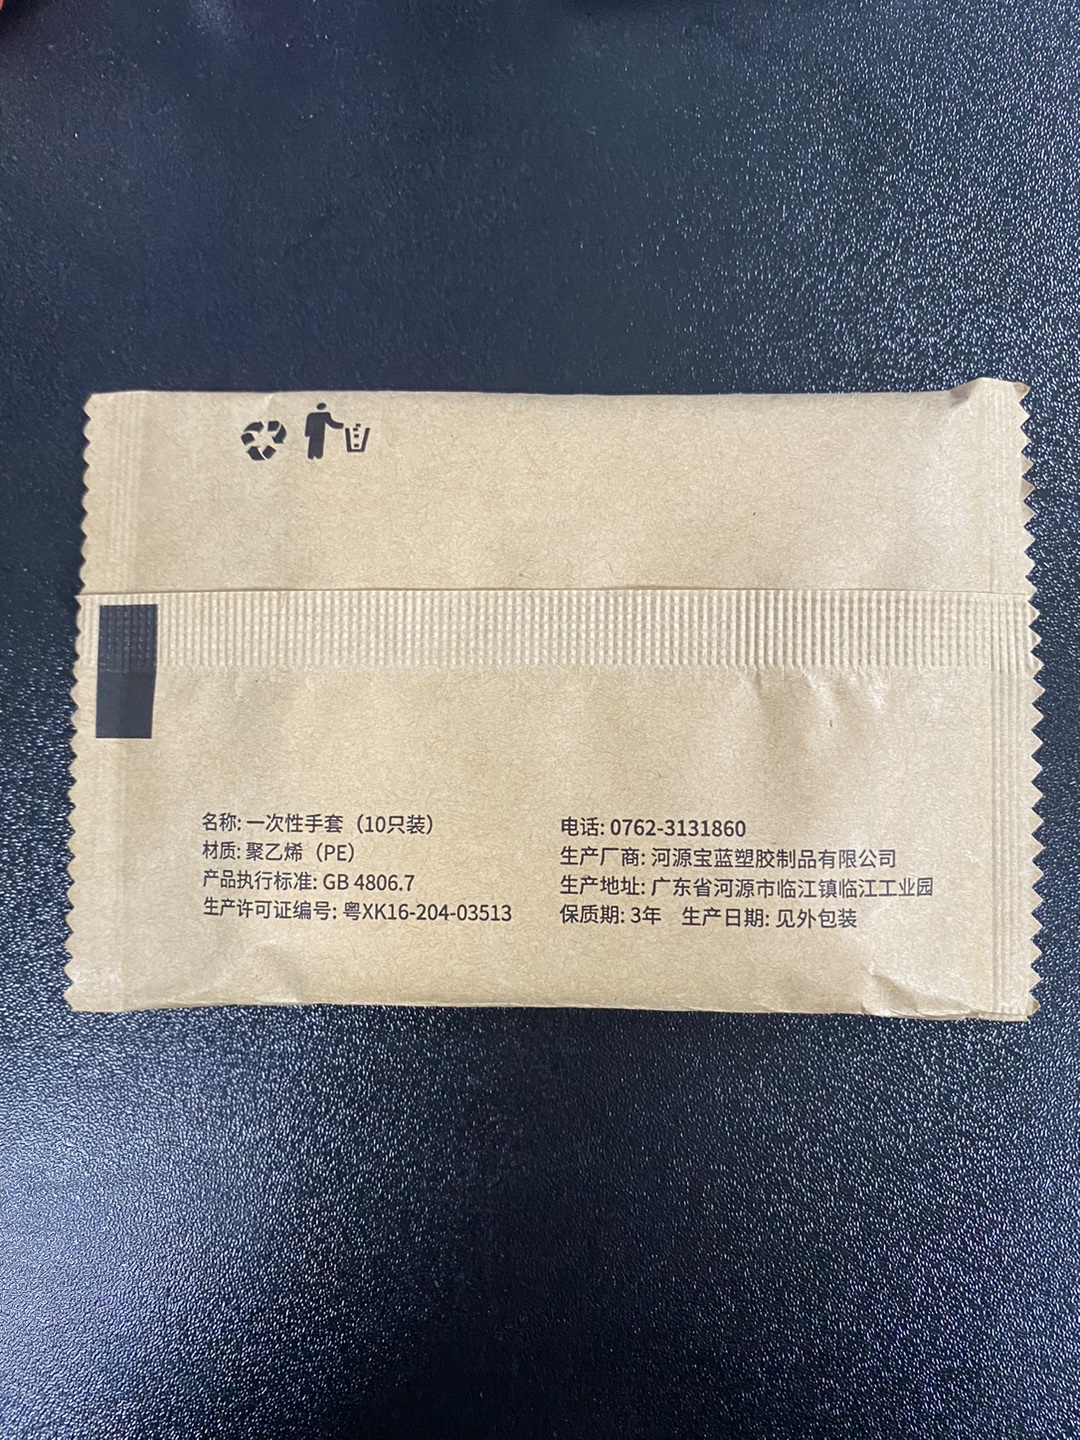 名称: 一次性手套（10只装）
材质: 聚乙烯（PE）
产品执行标准: GB 4806.7
生产许可证编号: 粤XK16-204-03513
电话: 0762-3131860
生产厂商: 河源宝蓝塑胶制品有限公司
生产地址: 广东省河源市临江镇临江工业园
保质期: 3年 生产日期: 见外包装